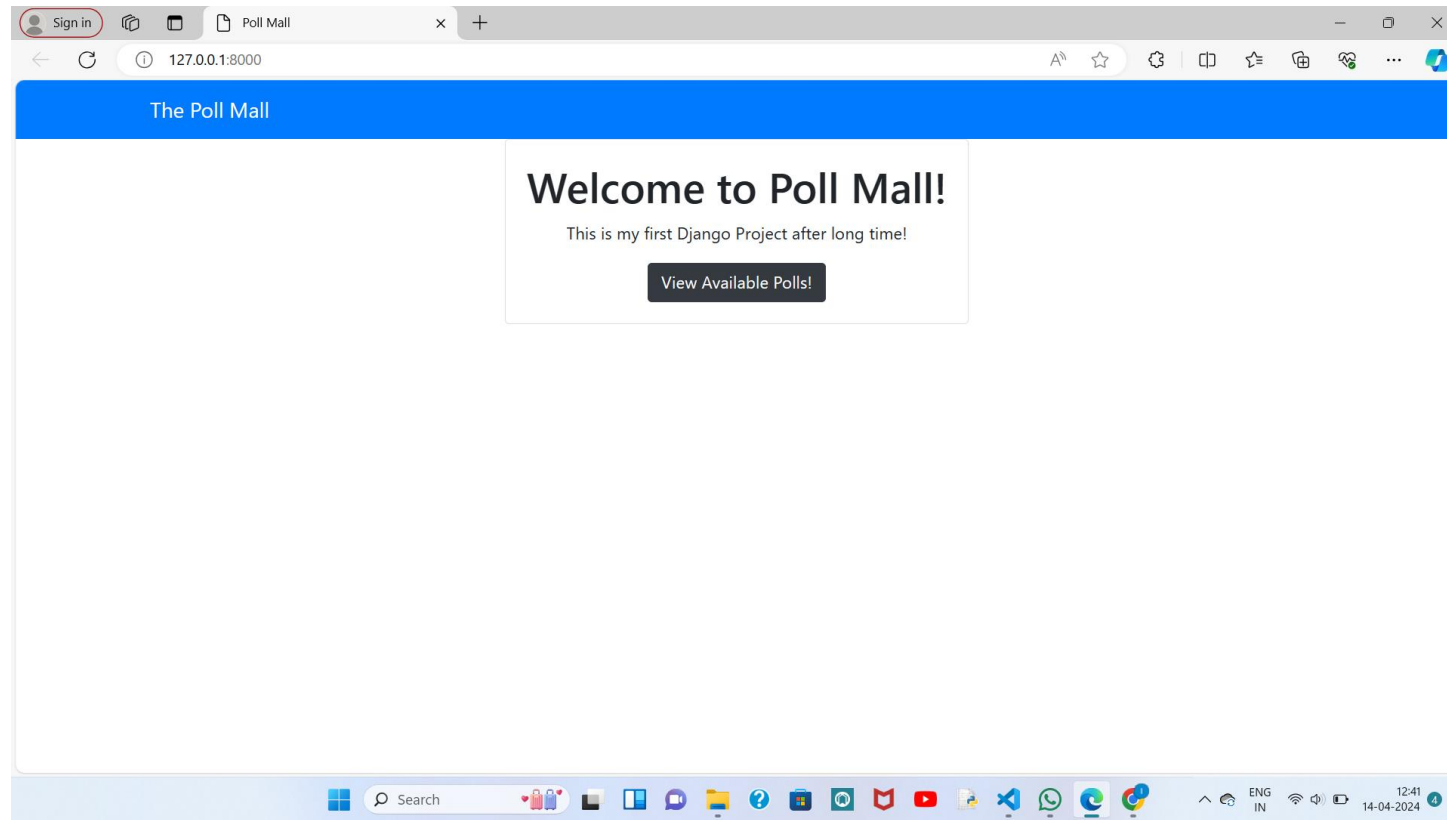 Sign in
Poll Mall
127.0.0.1:8000
The Poll Mall
Welcome to Poll Mall!
This is my first Django Project after long time!
View Available Polls!
Search
ENG
IN
12:41
14-04-2024
4